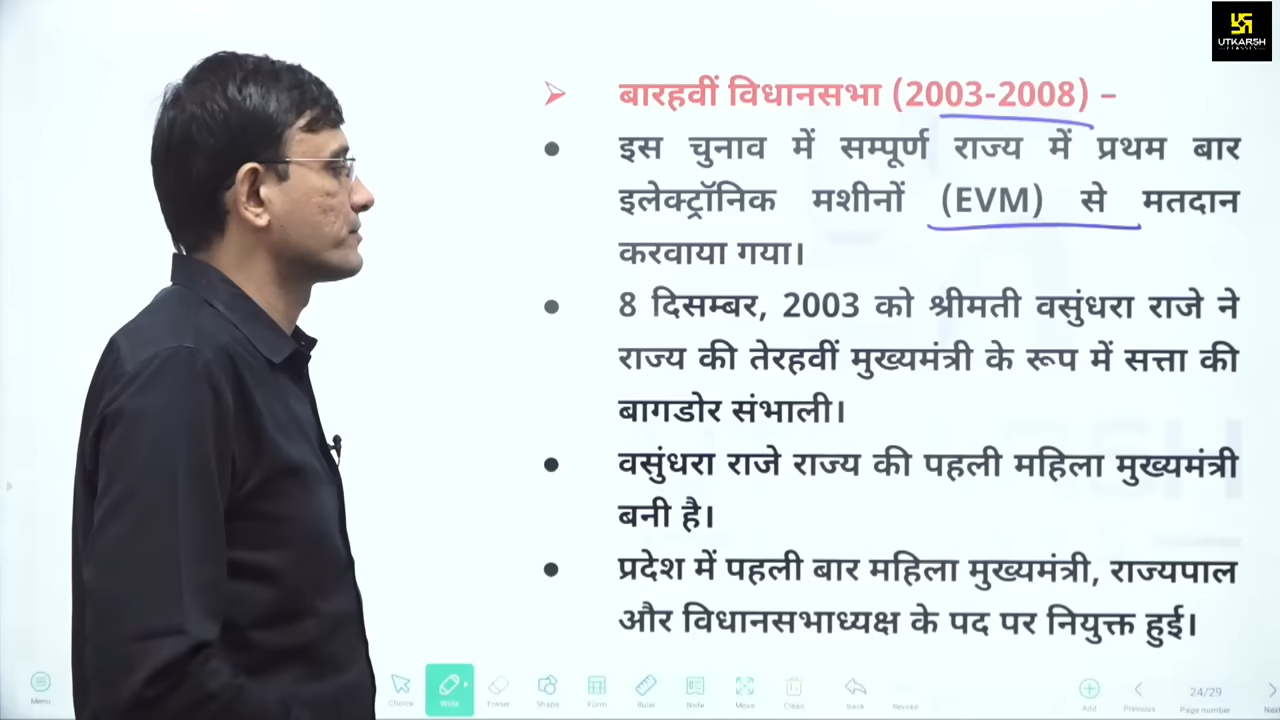 UTKARSH
CLASSES
बारहवीं विधानसभा (2003-2008) –
इस चुनाव में सम्पूर्ण राज्य में प्रथम बार
इलेक्ट्रॉनिक मशीनों (EVM) से मतदान
करवाया गया।
8 दिसम्बर, 2003 को श्रीमती वसुंधरा राजे ने
राज्य की तेरहवीं मुख्यमंत्री के रूप में सत्ता की
बागडोर संभाली।
वसुंधरा राजे राज्य की पहली महिला मुख्यमंत्री
बनी है।
प्रदेश में पहली बार महिला मुख्यमंत्री, राज्यपाल
और विधानसभाध्यक्ष के पद पर नियुक्त हुई।
Menu Choice Write Eraser Shape Form Ruler Note Move Clean Back Revoke Add Previous 24/29 Page number Next